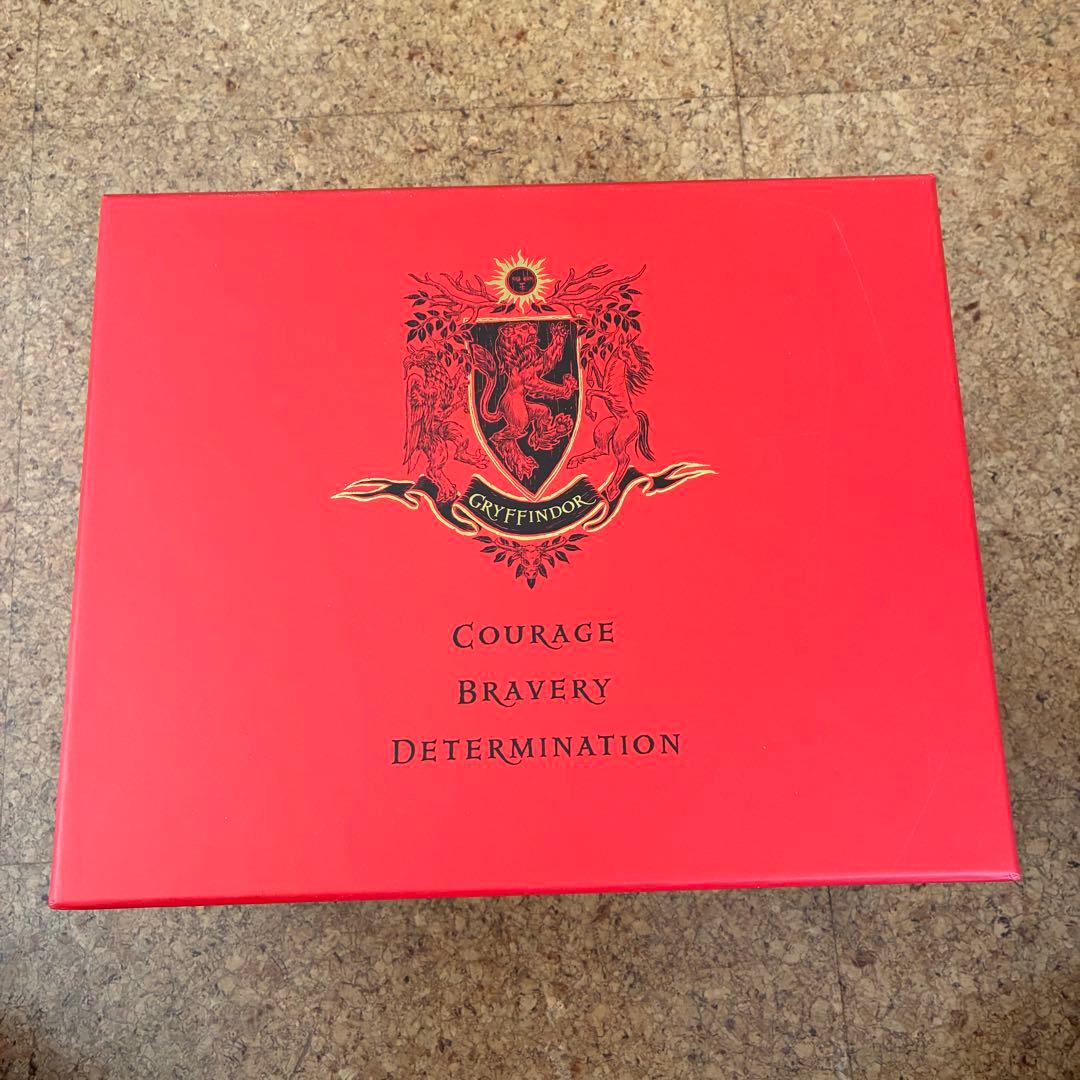 GRYFFINDOR
COURAGE
BRAVERY
DETERMINATION